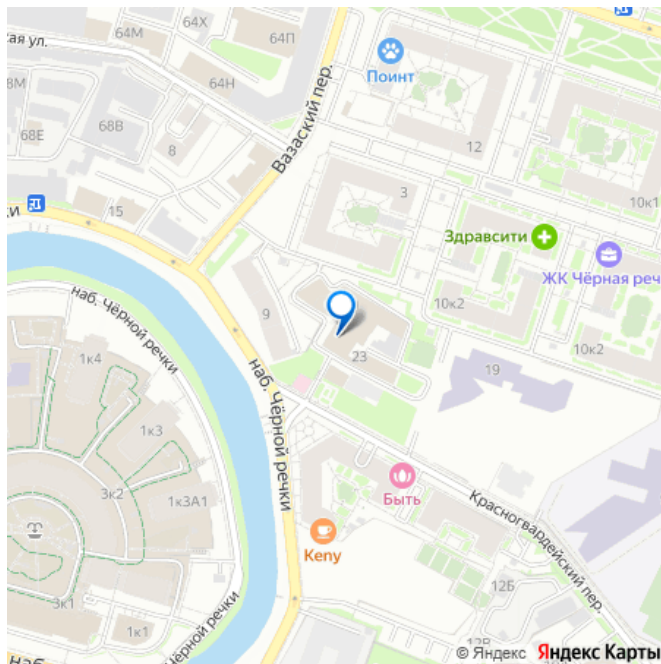 64М
64Х
64П
ая ул.
Поинт
8М
64Н
Вазаский пер.
68В
68Е
12
8
10к1
3
15
ки
Здравсити
ЖК Чёрная реч
наб. Чёрной речки
10к2
9
23
10к2
1к4
19
наб. Чёрной речки
1к3
3к2
1к3А1
Быть
Красногвардейский пер.
Keny
12Б
3к1
1к1
Чёрной речки
12В
наб.
© Яндекс Яндекс Карты